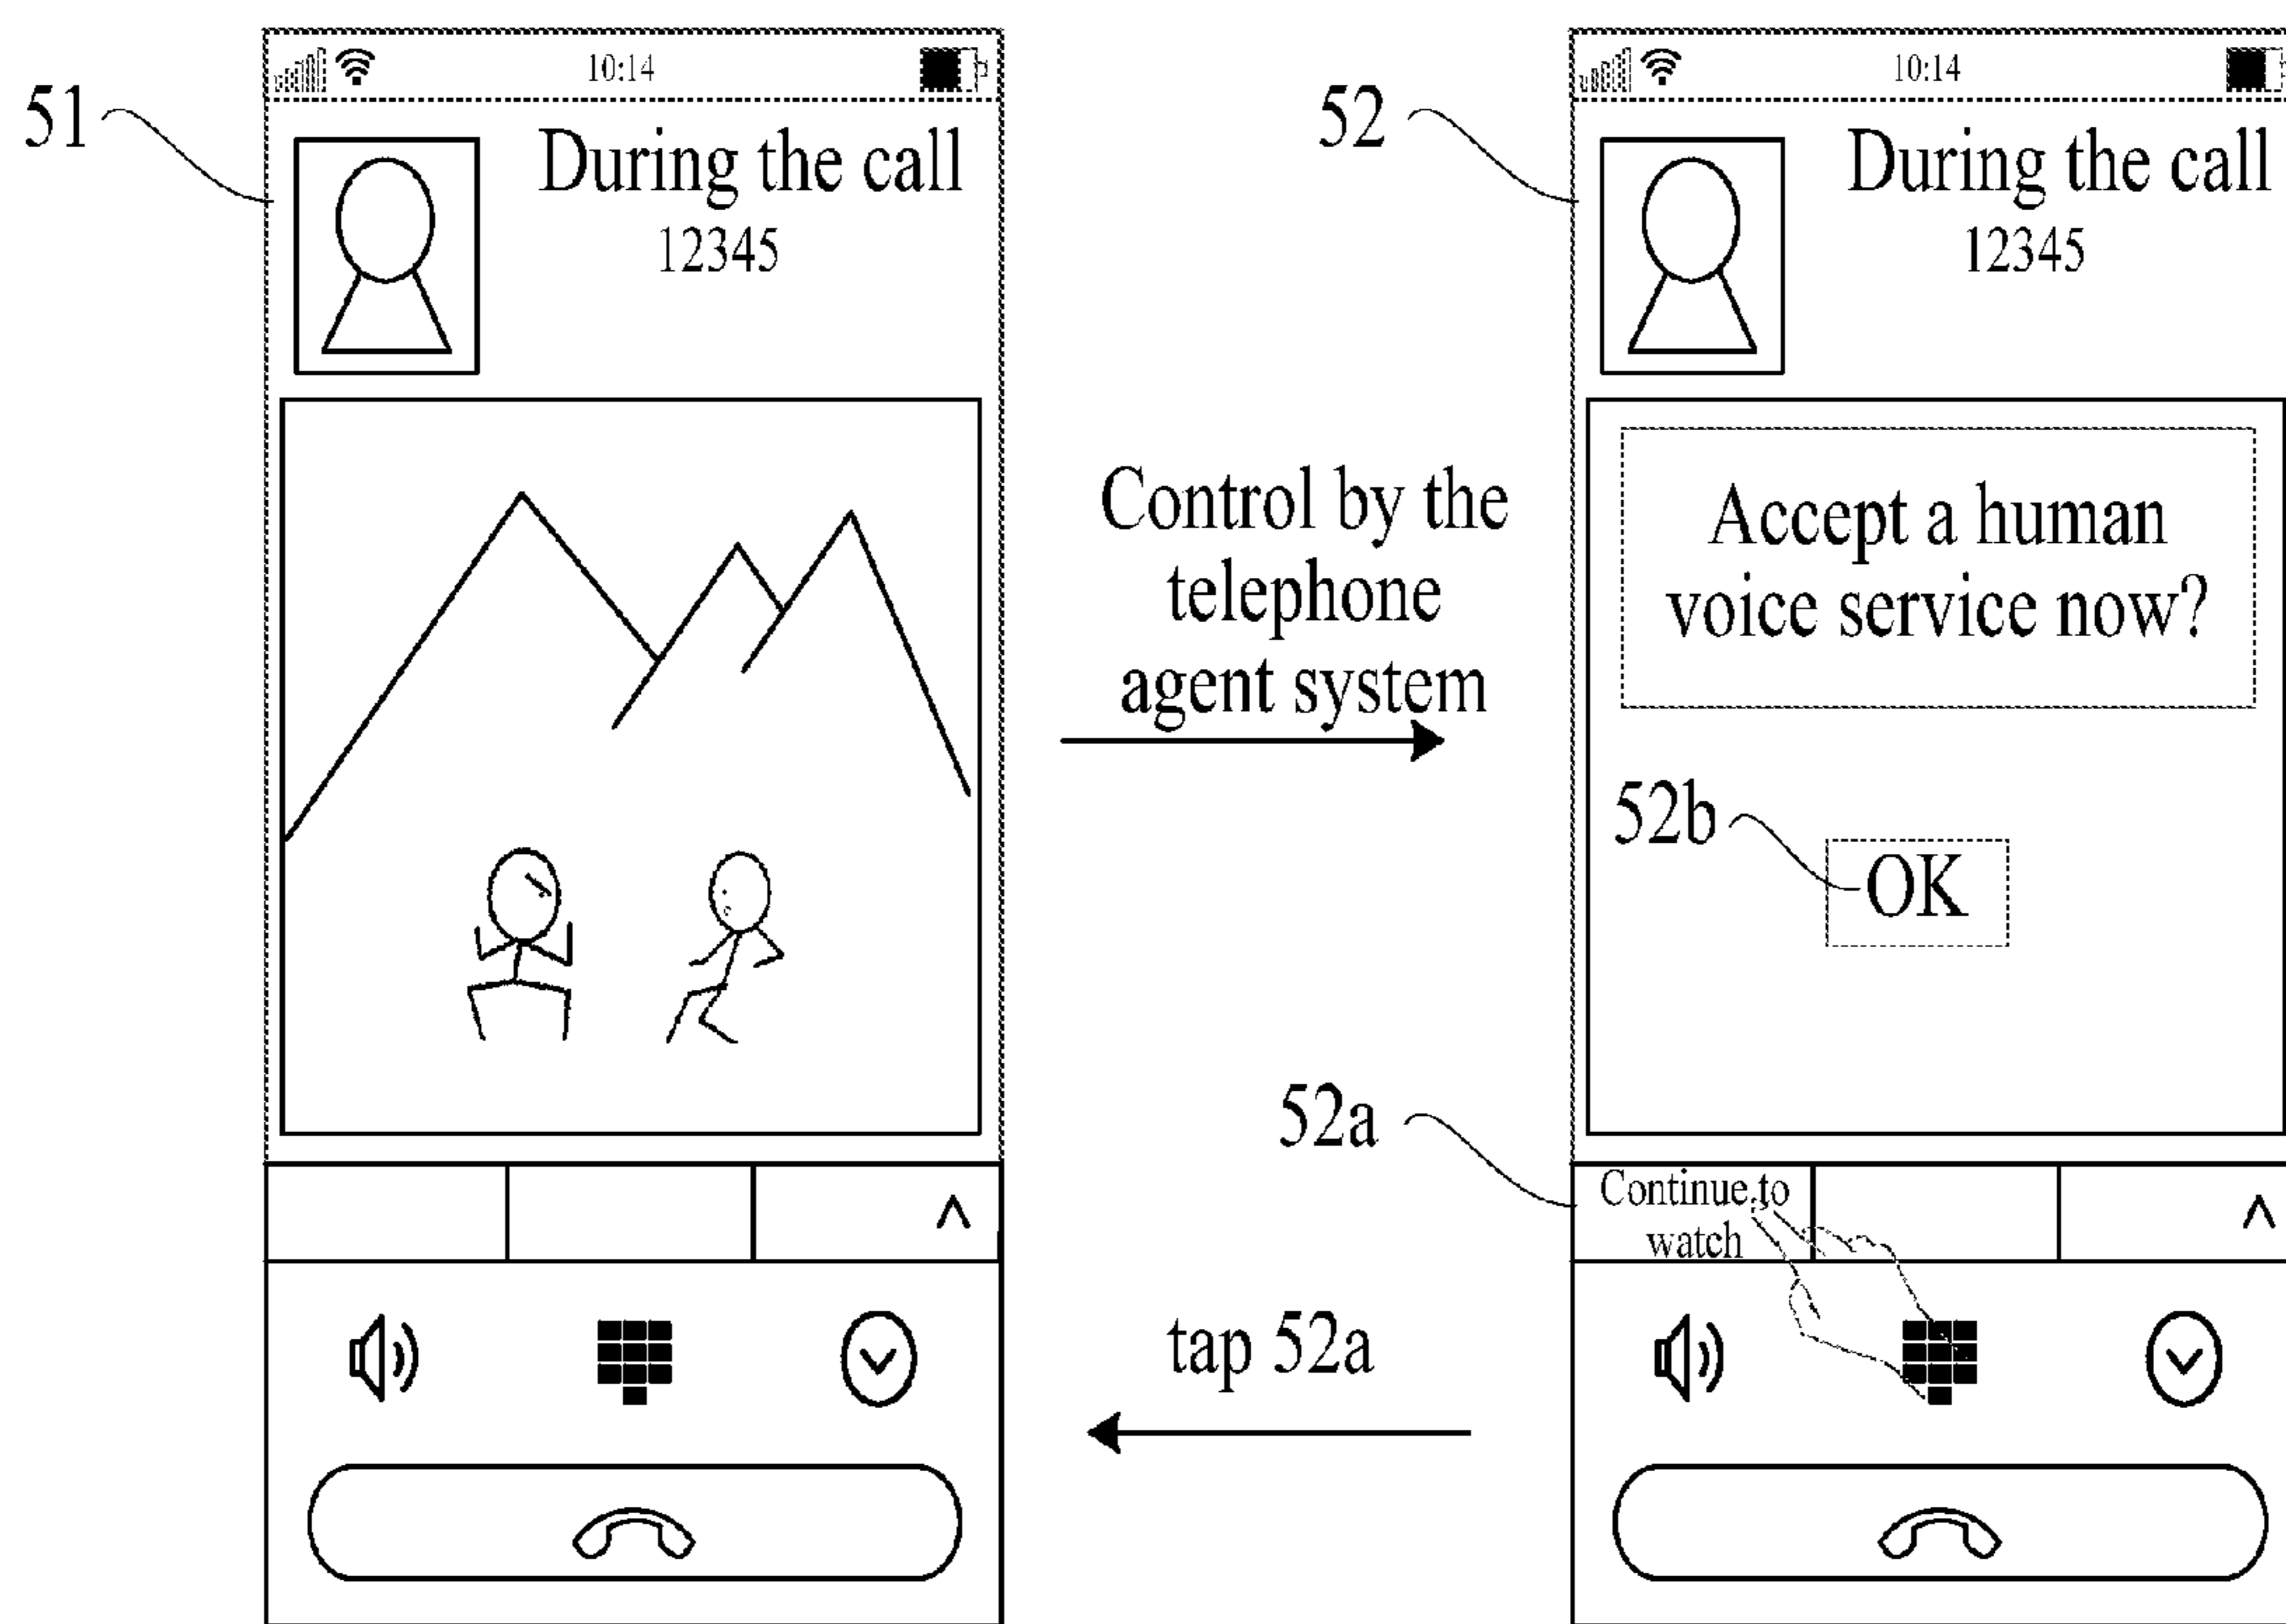 10:14
51
During the call
12345
Control by the
telephone
agent system
tap 52a
10:14
52
During the call
12345
Accept a human
voice service now?
52b
OK
52a
Continue to
watch